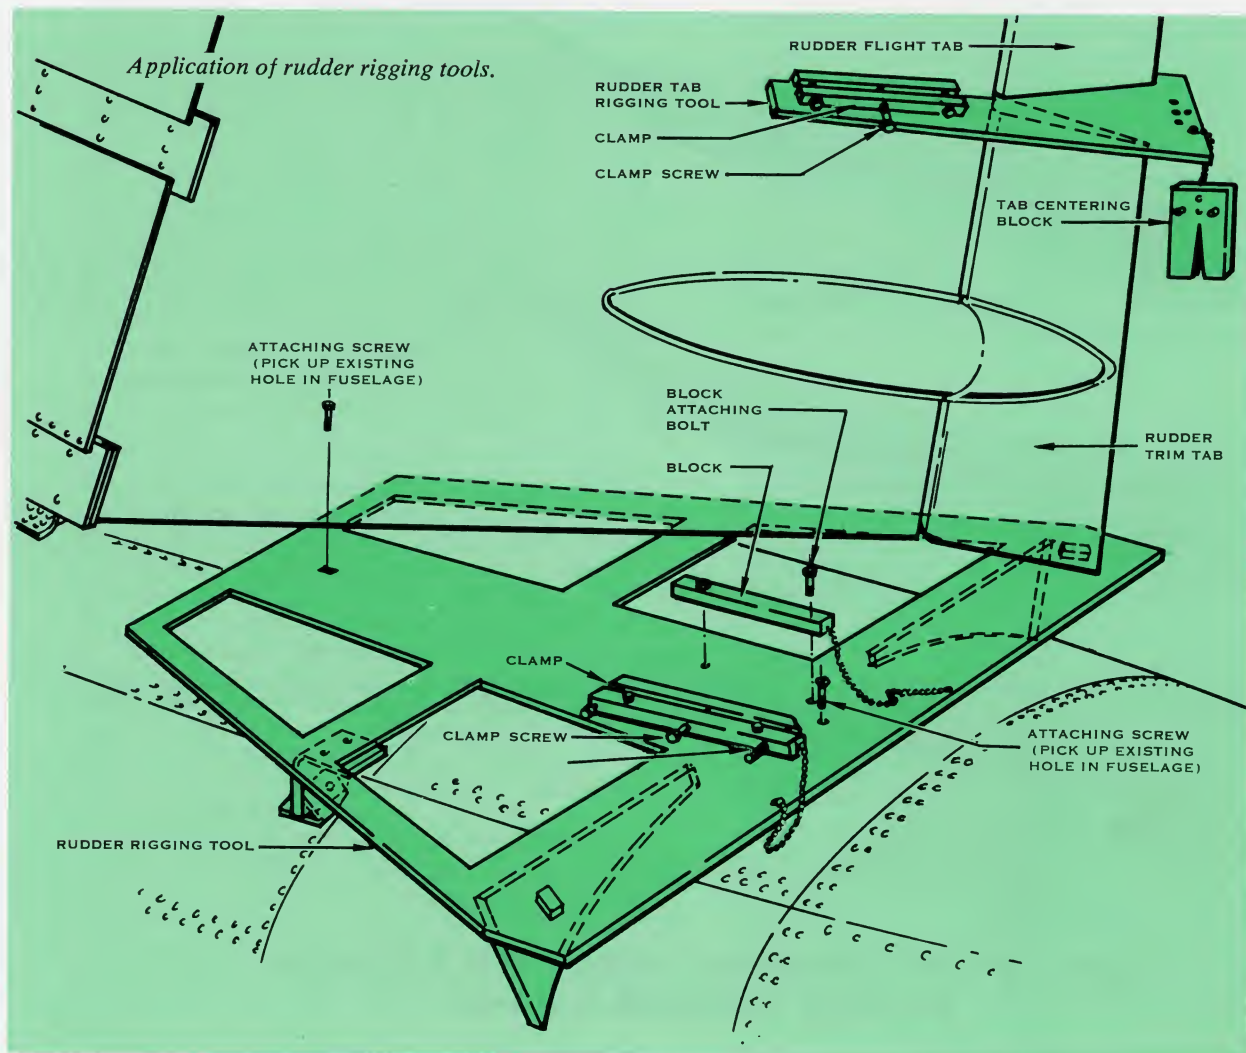 Application of rudder rigging tools.
RUDDER FLIGHT TAB
RUDDER TAB
RIGGING TOOL
CLAMP
CLAMP SCREW
TAB CENTERING
BLOCK
ATTACHING SCREW
(PICK UP EXISTING
HOLE IN FUSELAGE)
BLOCK
ATTACHING
BOLT
BLOCK
RUDDER
TRIM TAB
CLAMP
CLAMP SCREW
ATTACHING SCREW
(PICK UP EXISTING
HOLE IN FUSELAGE)
RUDDER RIGGING TOOL